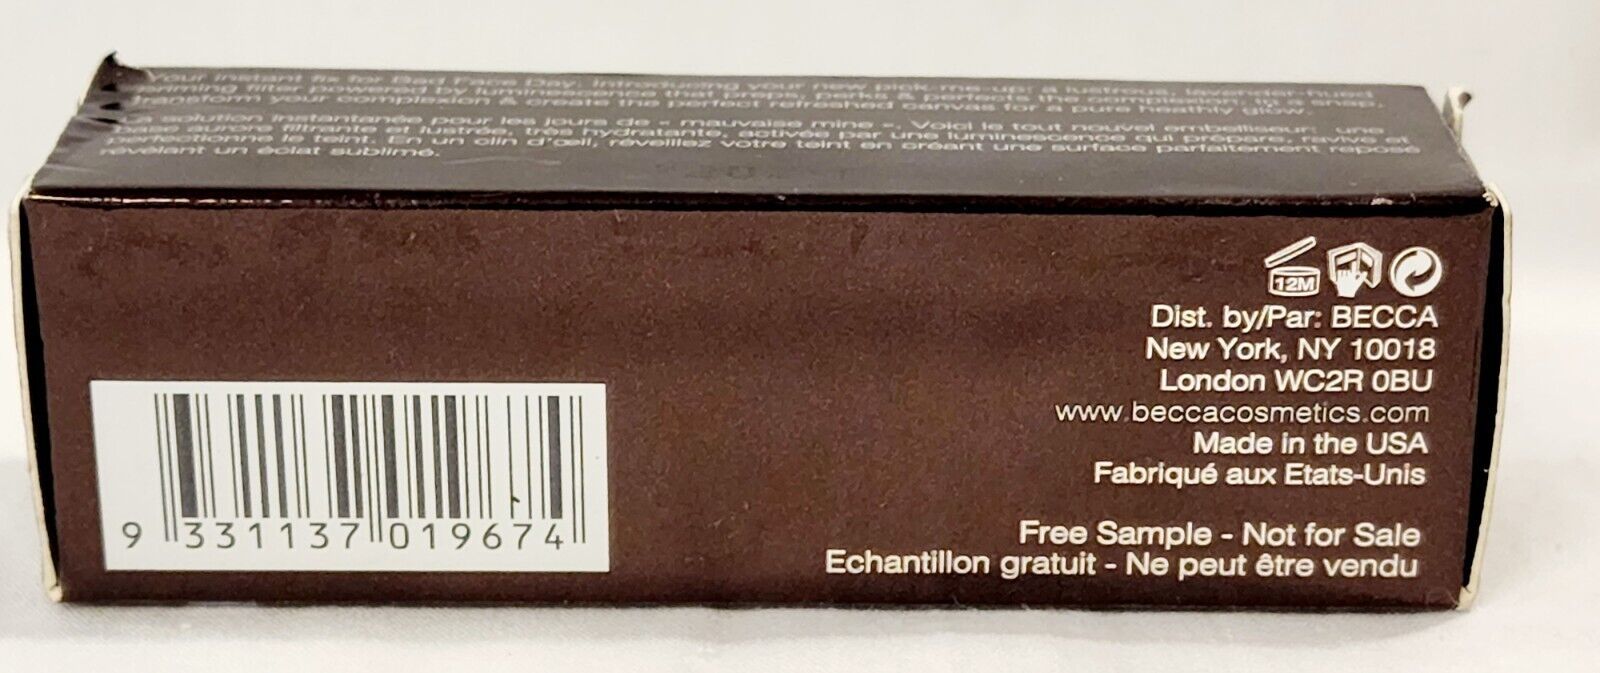 Your instant fix for Bad Face Day. Introducing your new pick-me-up: a lustrous, lavender-hued
priming filter powered by luminescence that preps, perks & perfects the complexion. In a snap,
transform your complexion & create the perfect refreshed canvas for a pure healthy glow.
La solution instantanée pour les jours de « mauvaise mine ». Voici le tout nouvel embelliseur: une
base aurore filtrante et lustrée, très hydratante, activée par une luminescence qui prépare, ravive et
perfectionne le teint. En un clin d'œil, réveillez votre teint en créant une surface parfaitement reposé
révélant un éclat sublimé.
12M
Dist. by/Par: BECCA
New York, NY 10018
London WC2R 0BU
www.beccacosmetics.com
Made in the USA
Fabriqué aux Etats-Unis
Free Sample - Not for Sale
Echantillon gratuit - Ne peut être vendu
9 331137 019674